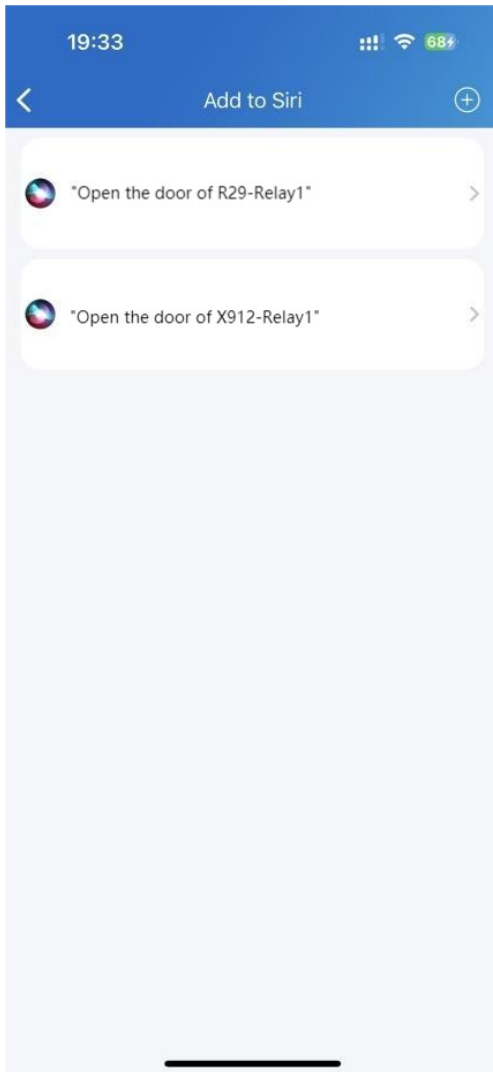 19:33
68
Add to Siri
"Open the door of R29-Relay1"
"Open the door of X912-Relay1"